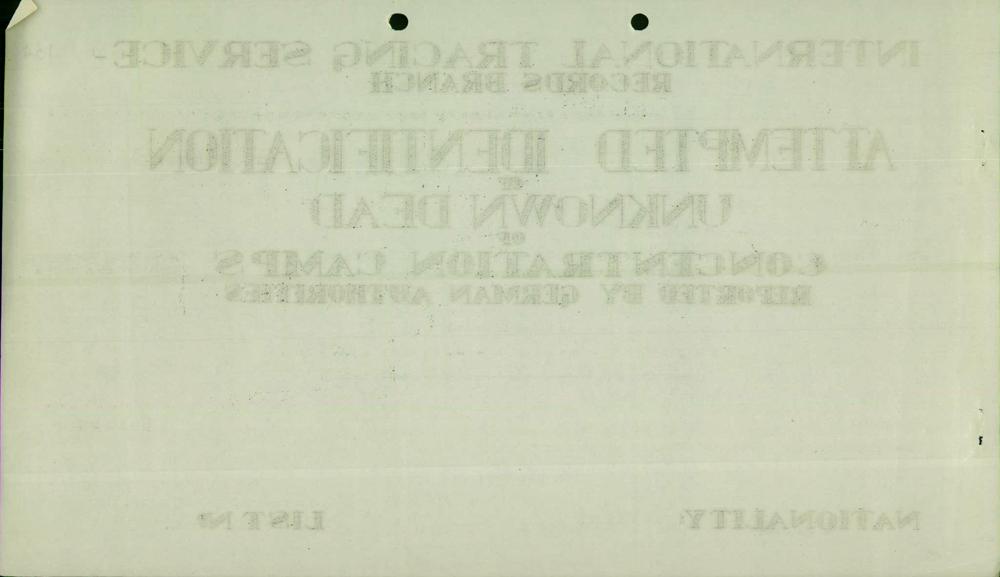 INTERNATIONAL TRACING SERVICE -
RECORDS BRANCH
ATTEMPTED IDENTIFICATION
OF
UNKNOWN DEAD
OF
CONCENTRATION CAMPS
REPORTED BY GERMAN AUTHORITIES
NATIONALITY: LIST Nº